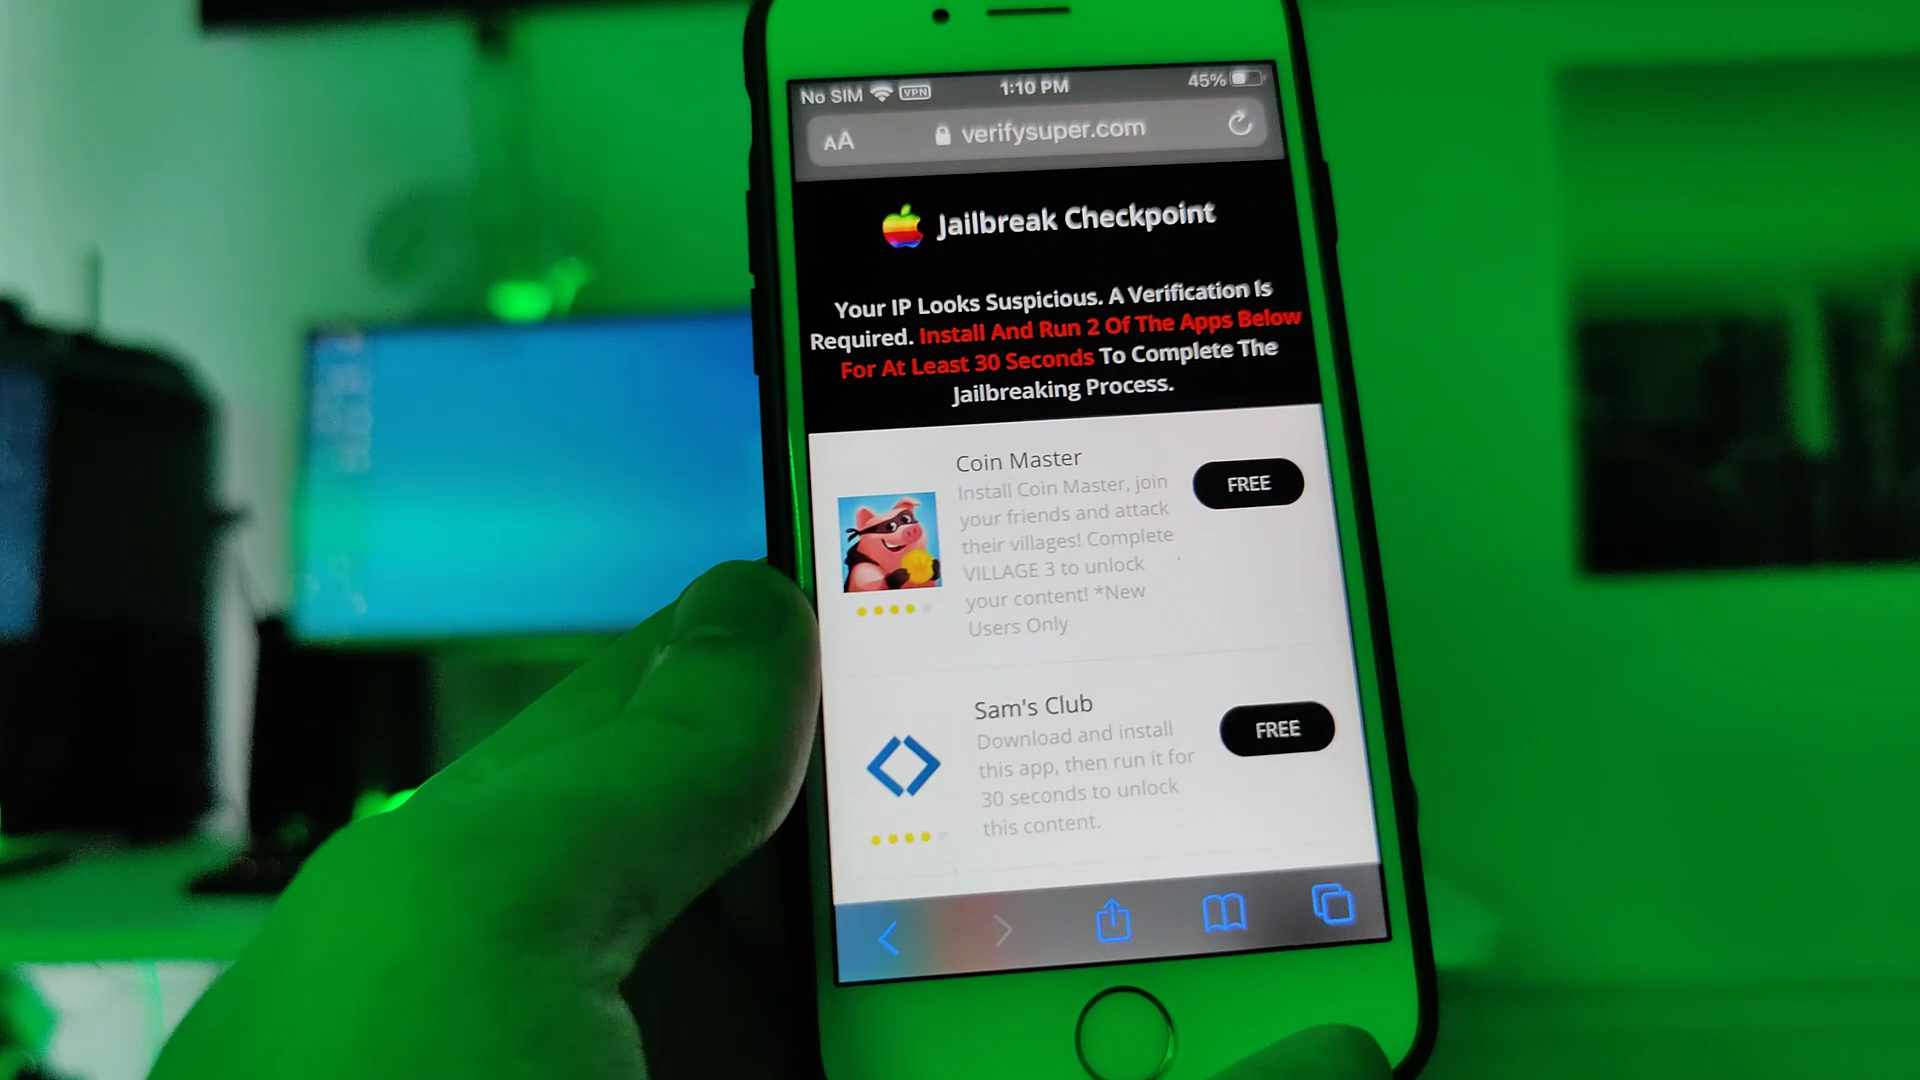 No SIM VPN 1:10 PM 45%
AA verifysuper.com
Jailbreak Checkpoint
Your IP Looks Suspicious. A Verification Is
Required. Install And Run 2 Of The Apps Below
For At Least 30 Seconds To Complete The
Jailbreaking Process.
Coin Master
Install Coin Master, join
your friends and attack
their villages! Complete
VILLAGE 3 to unlock
your content! *New
Users Only
FREE
Sam's Club
Download and install
this app, then run it for
30 seconds to unlock
this content.
FREE